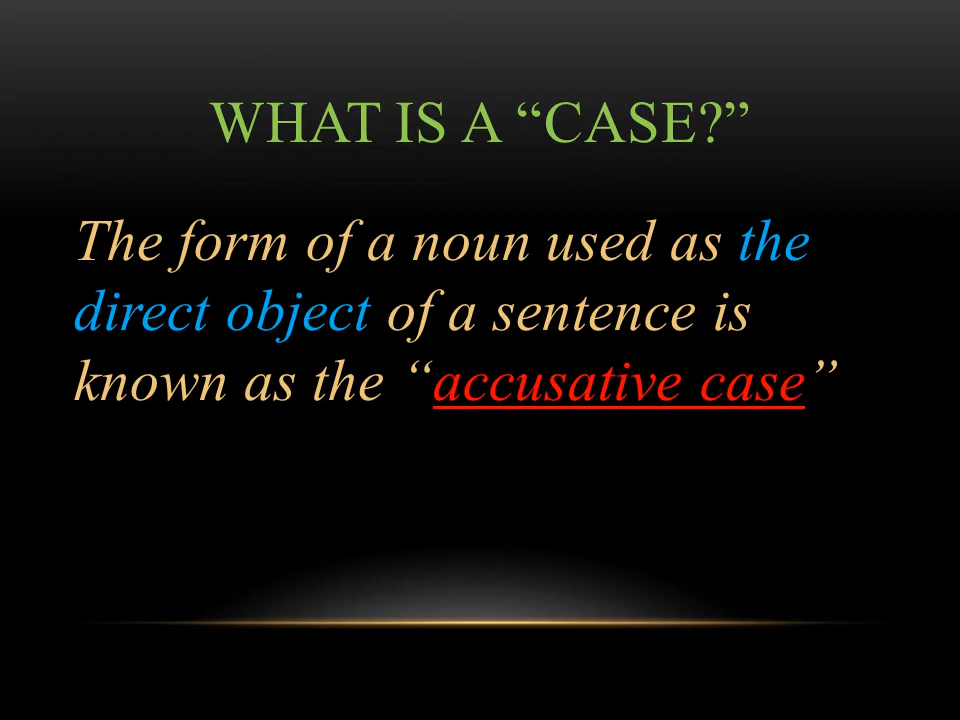 WHAT IS A “CASE?”
The form of a noun used as the
direct object of a sentence is
known as the “accusative case”